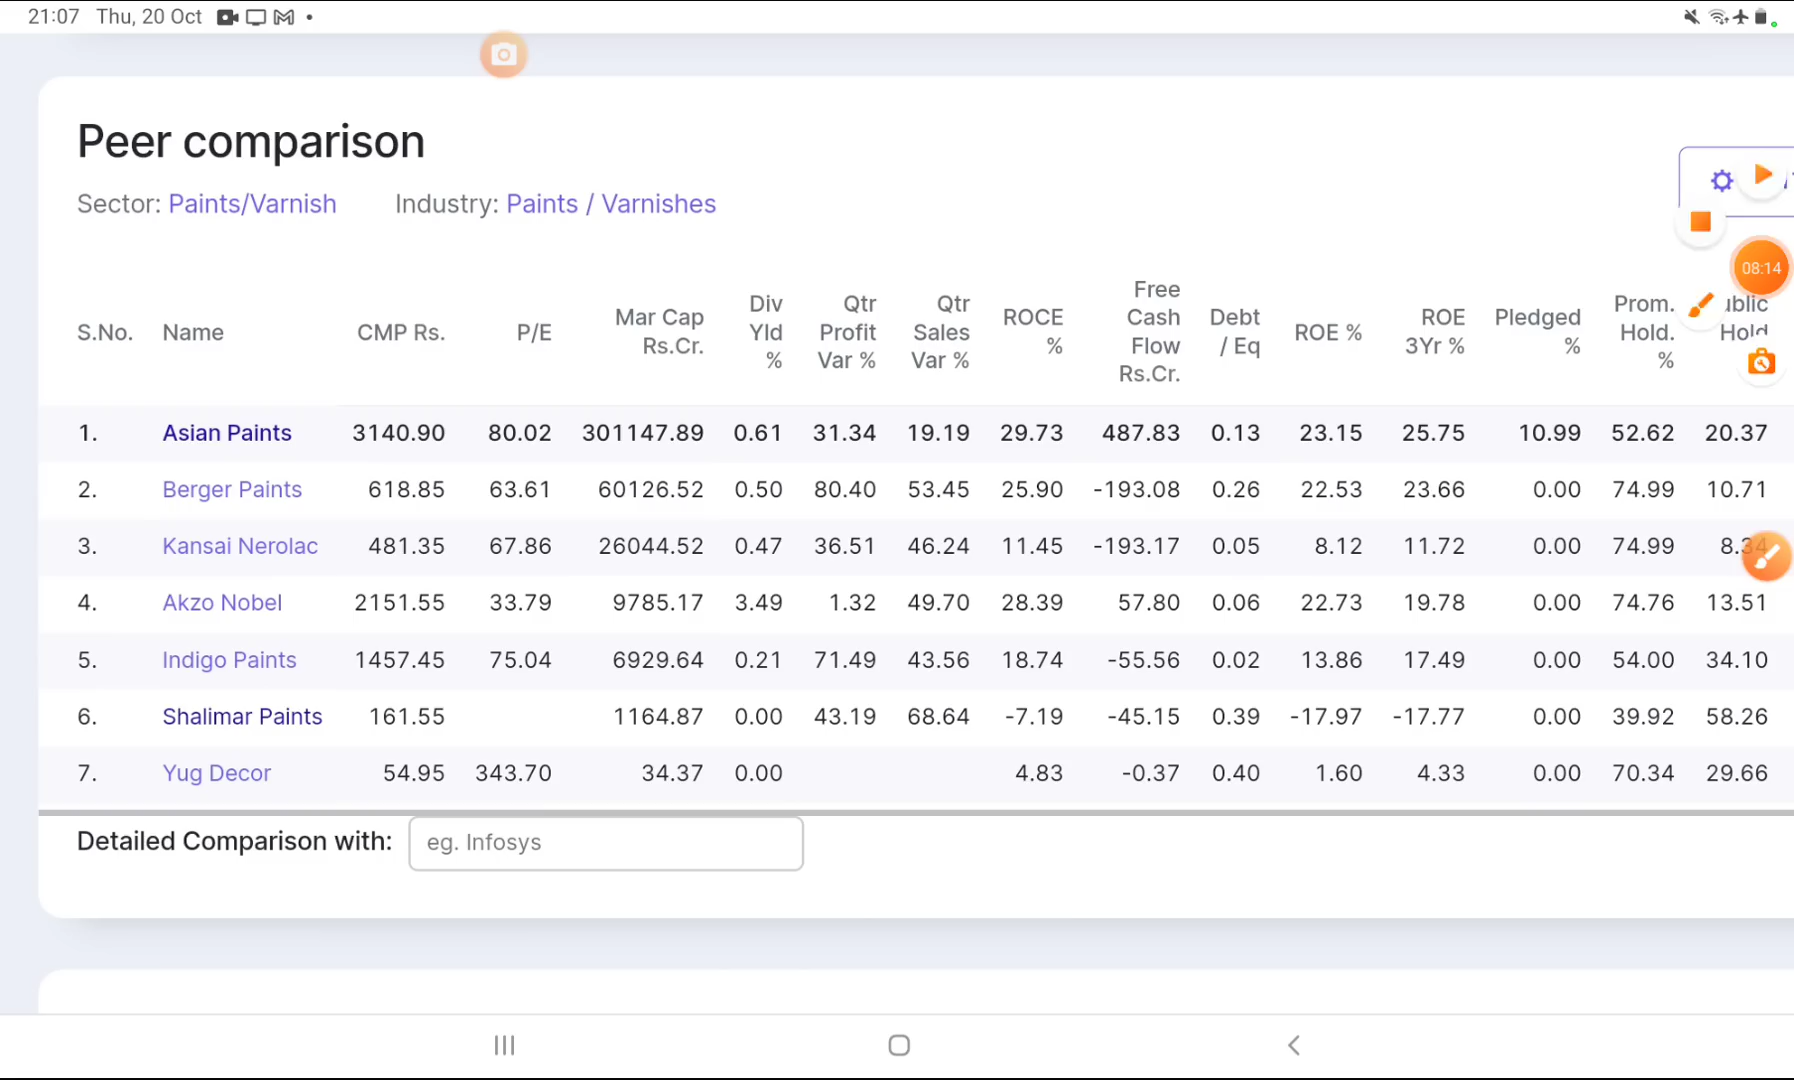 21:07 Thu, 20 Oct
Peer comparison
Sector: Paints/Varnish Industry: Paints / Varnishes
08:14
S.No. Name CMP Rs. P/E Mar Cap Rs.Cr. Div Yld % Qtr Profit Var % Qtr Sales Var % ROCE % Free Cash Flow Rs.Cr. Debt / Eq ROE % ROE 3Yr % Pledged % Prom. Hold. % Hold
1. Asian Paints 3140.90 80.02 301147.89 0.61 31.34 19.19 29.73 487.83 0.13 23.15 25.75 10.99 52.62 20.37
2. Berger Paints 618.85 63.61 60126.52 0.50 80.40 53.45 25.90 -193.08 0.26 22.53 23.66 0.00 74.99 10.71
3. Kansai Nerolac 481.35 67.86 26044.52 0.47 36.51 46.24 11.45 -193.17 0.05 8.12 11.72 0.00 74.99 8.34
4. Akzo Nobel 2151.55 33.79 9785.17 3.49 1.32 49.70 28.39 57.80 0.06 22.73 19.78 0.00 74.76 13.51
5. Indigo Paints 1457.45 75.04 6929.64 0.21 71.49 43.56 18.74 -55.56 0.02 13.86 17.49 0.00 54.00 34.10
6. Shalimar Paints 161.55 1164.87 0.00 43.19 68.64 -7.19 -45.15 0.39 -17.97 -17.77 0.00 39.92 58.26
7. Yug Decor 54.95 343.70 34.37 0.00 4.83 -0.37 0.40 1.60 4.33 0.00 70.34 29.66
Detailed Comparison with: eg. Infosys